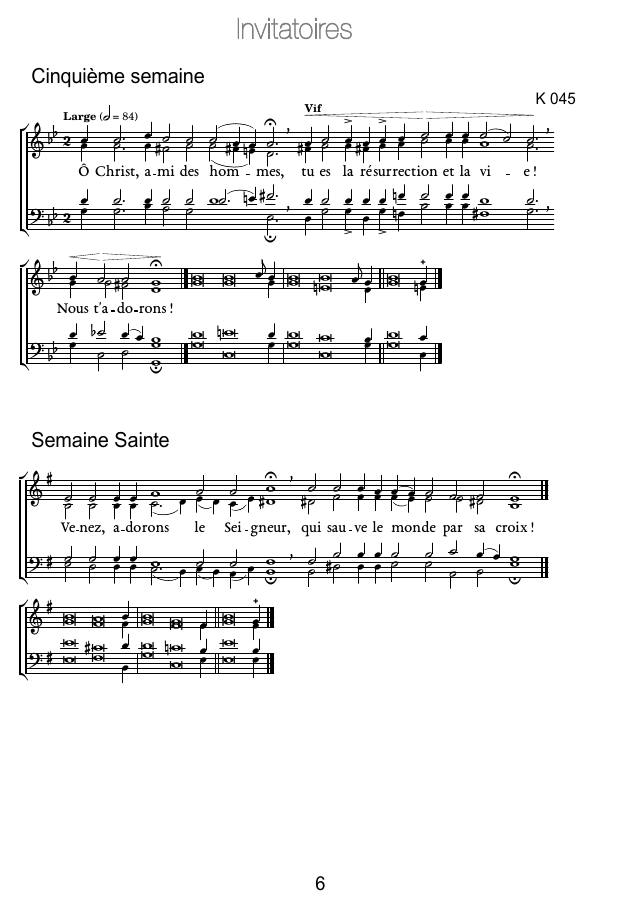 Invitatoires
Cinquième semaine
K 045
Large (𝅗𝅥 = 84)
Vif
Ô Christ, a-mi des hom-mes, tu es la résurrection et la vi-e!
Nous t'a-do-rons!
Semaine Sainte
Ve-nez, a-dorons le Sei-gneur, qui sau-ve le monde par sa croix!
6